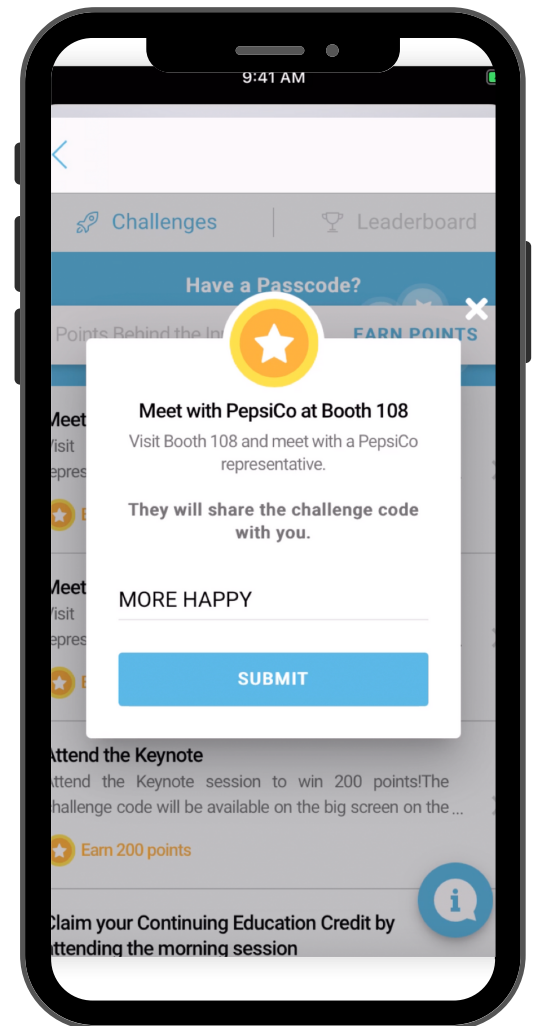 9:41 AM
Challenges
Leaderboard
Have a Passcode?
Points Behind the
EARN POINTS
Meet with PepsiCo at Booth 108
Visit Booth 108 and meet with a PepsiCo
representative.
They will share the challenge code
with you.
MORE HAPPY
SUBMIT
Meet
Visit
Meet
Visit
Attend the Keynote
Attend the Keynote session to win 200 points!The
challenge code will be available on the big screen on the...
Earn 200 points
Claim your Continuing Education Credit by
attending the morning session